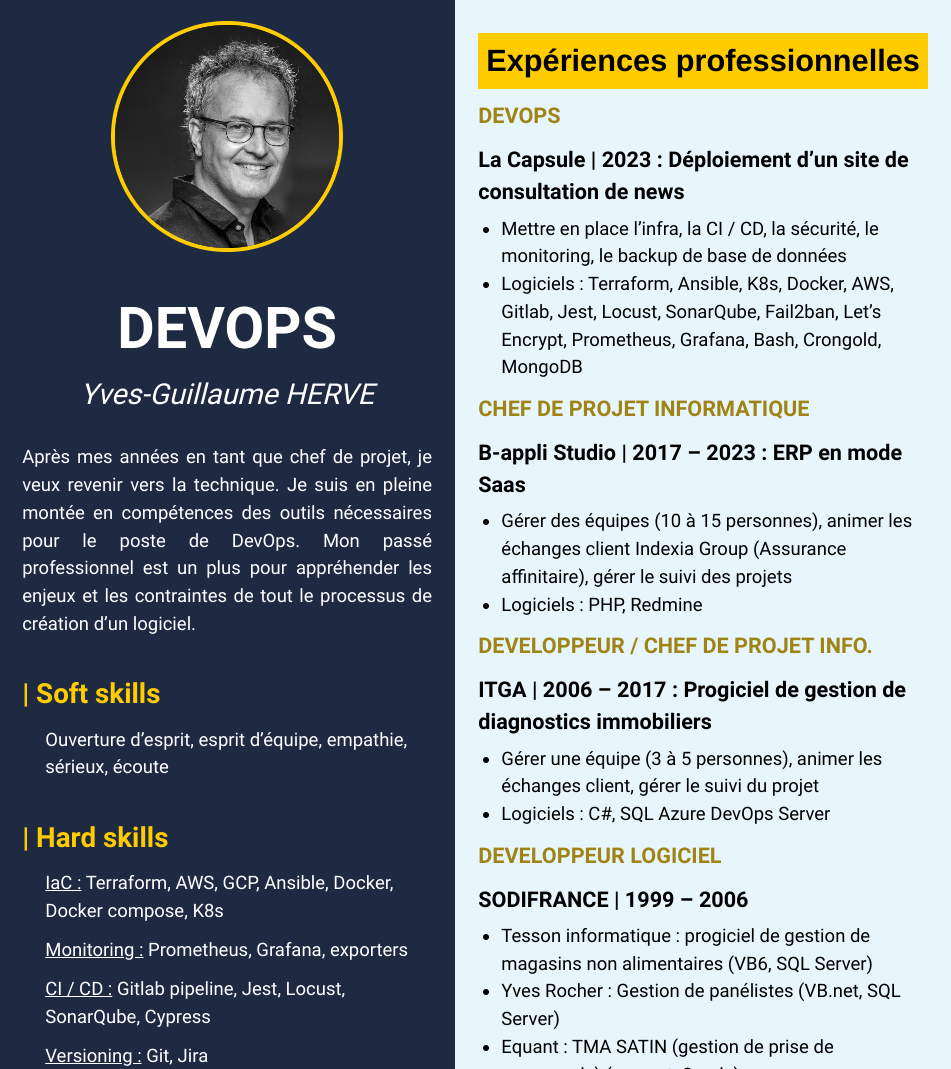 DEVOPS
Yves-Guillaume HERVE
Après mes années en tant que chef de projet, je
veux revenir vers la technique. Je suis en pleine
montée en compétences des outils nécessaires
pour le poste de DevOps. Mon passé
professionnel est un plus pour appréhender les
enjeux et les contraintes de tout le processus de
création d’un logiciel.
| Soft skills
Ouverture d’esprit, esprit d’équipe, empathie,
sérieux, écoute
| Hard skills
IaC : Terraform, AWS, GCP, Ansible, Docker,
Docker compose, K8s
Monitoring : Prometheus, Grafana, exporters
CI / CD : Gitlab pipeline, Jest, Locust,
SonarQube, Cypress
Versioning : Git, Jira
Expériences professionnelles
DEVOPS
La Capsule | 2023 : Déploiement d’un site de
consultation de news
• Mettre en place l’infra, la CI / CD, la sécurité, le
monitoring, le backup de base de données
• Logiciels : Terraform, Ansible, K8s, Docker, AWS,
Gitlab, Jest, Locust, SonarQube, Fail2ban, Let’s
Encrypt, Prometheus, Grafana, Bash, Crongold,
MongoDB
CHEF DE PROJET INFORMATIQUE
B-appli Studio | 2017 – 2023 : ERP en mode
Saas
• Gérer des équipes (10 à 15 personnes), animer les
échanges client Indexia Group (Assurance
affinitaire), gérer le suivi des projets
• Logiciels : PHP, Redmine
DEVELOPPEUR / CHEF DE PROJET INFO.
ITGA | 2006 – 2017 : Progiciel de gestion de
diagnostics immobiliers
• Gérer une équipe (3 à 5 personnes), animer les
échanges client, gérer le suivi du projet
• Logiciels : C#, SQL Azure DevOps Server
DEVELOPPEUR LOGICIEL
SODIFRANCE | 1999 – 2006
• Tesson informatique : progiciel de gestion de
magasins non alimentaires (VB6, SQL Server)
• Yves Rocher : Gestion de panélistes (VB.net, SQL
Server)
• Equant : TMA SATIN (gestion de prise de